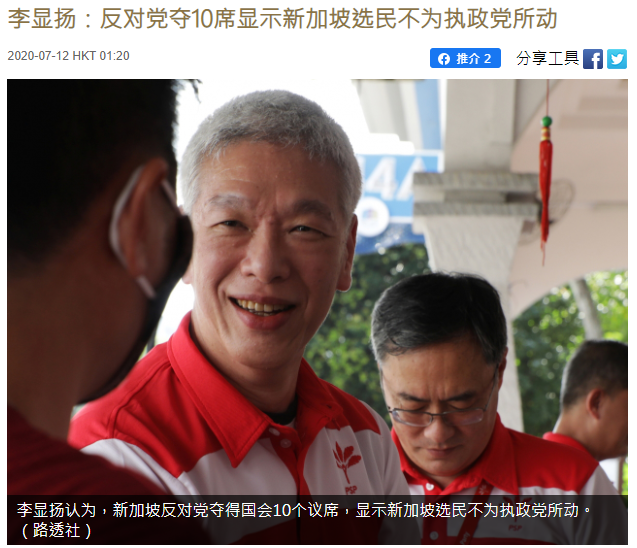 李显扬：反对党夺10席显示新加坡选民不为执政党所动
2020-07-12 HKT 01:20
推介 2
分享工具
PSP
李显扬认为，新加坡反对党夺得国会10个议席，显示新加坡选民不为执政党所动。
（路透社）